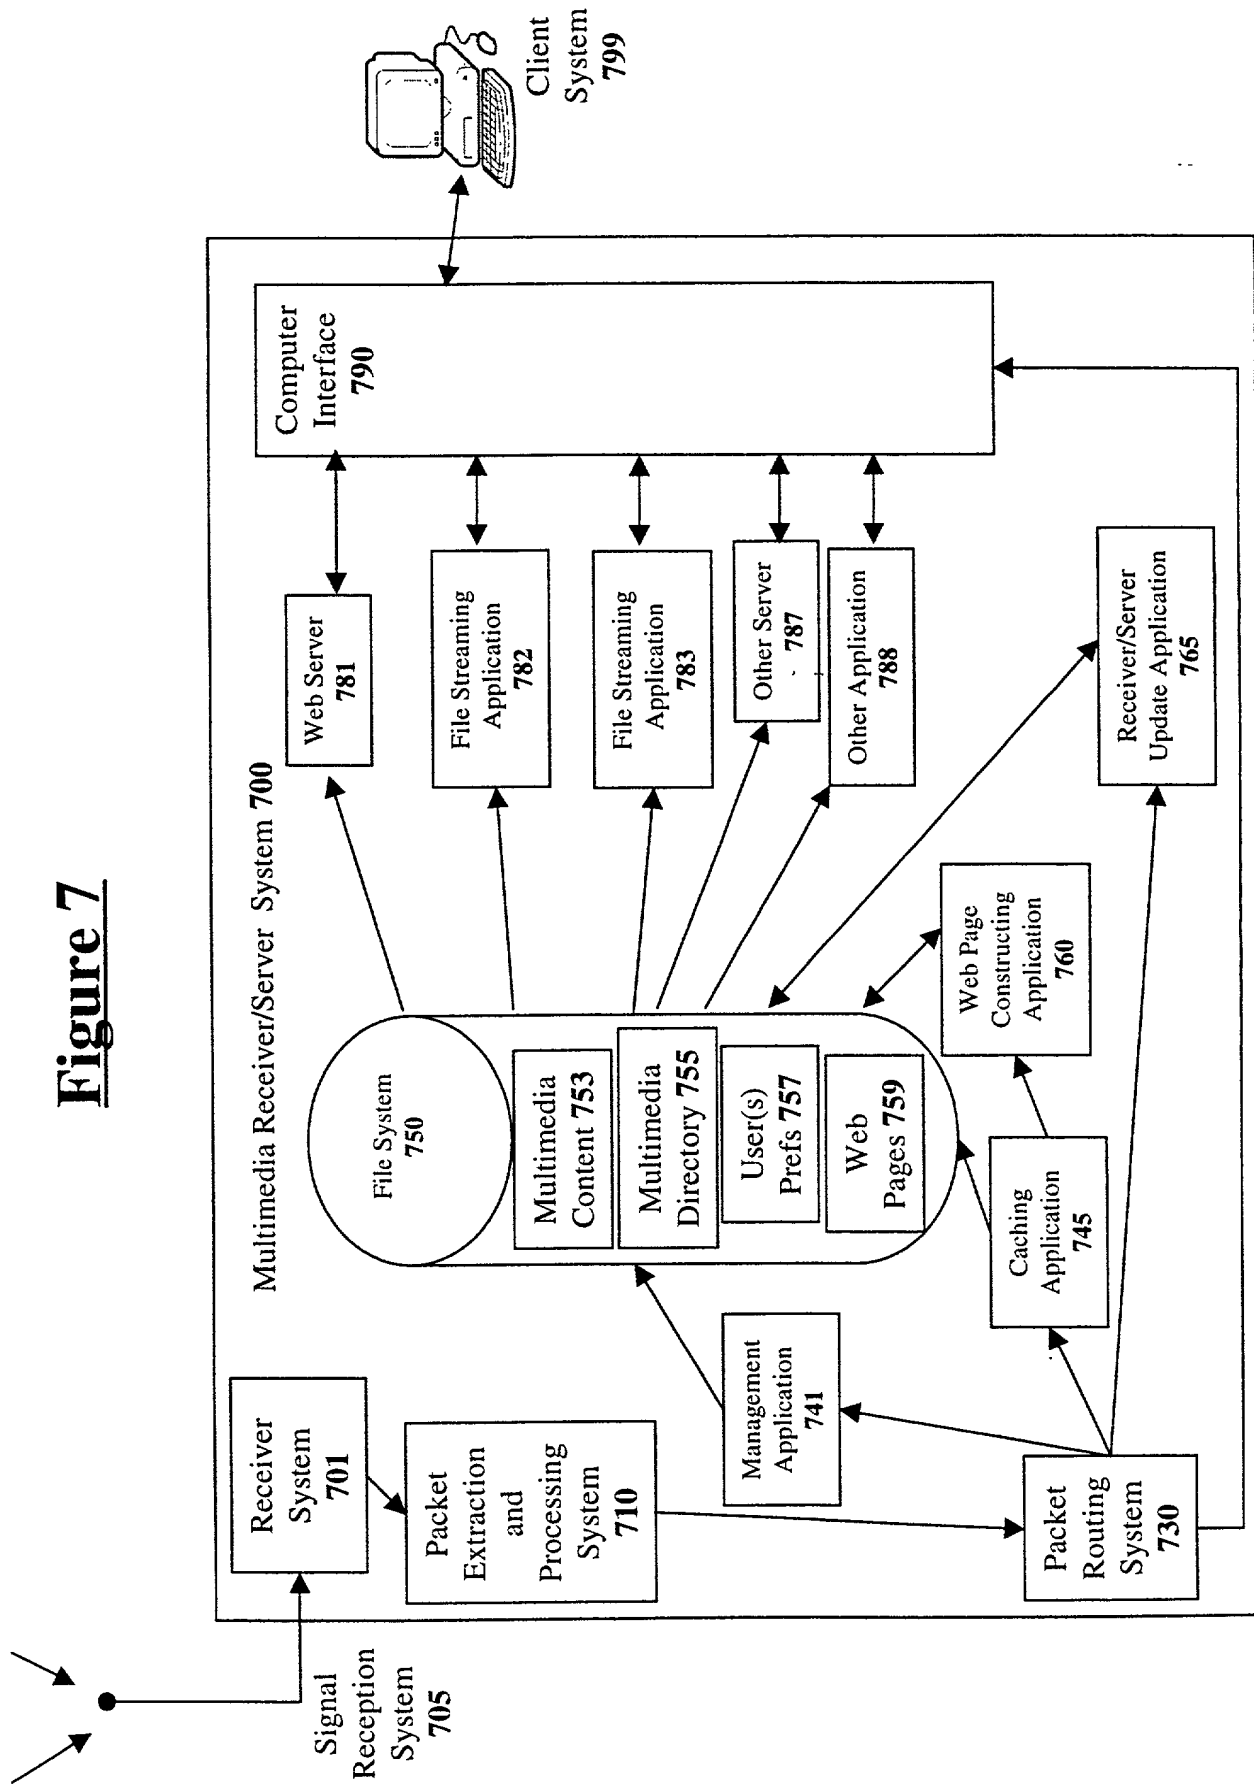 Figure 7
Multimedia Receiver/Server System 700
Signal
Reception
System
705
Receiver
System
701
Packet
Extraction
and
Processing
System
710
Packet
Routing
System
730
Management
Application
741
Caching
Application
745
File System
750
Multimedia
Content 753
Multimedia
Directory 755
User(s)
Prefs 757
Web
Pages 759
Web Page
Constructing
Application
760
Receiver/Server
Update Application
765
Web Server
781
File Streaming
Application
782
File Streaming
Application
783
Other Server
787
Other Application
788
Computer
Interface
790
Client
System
799